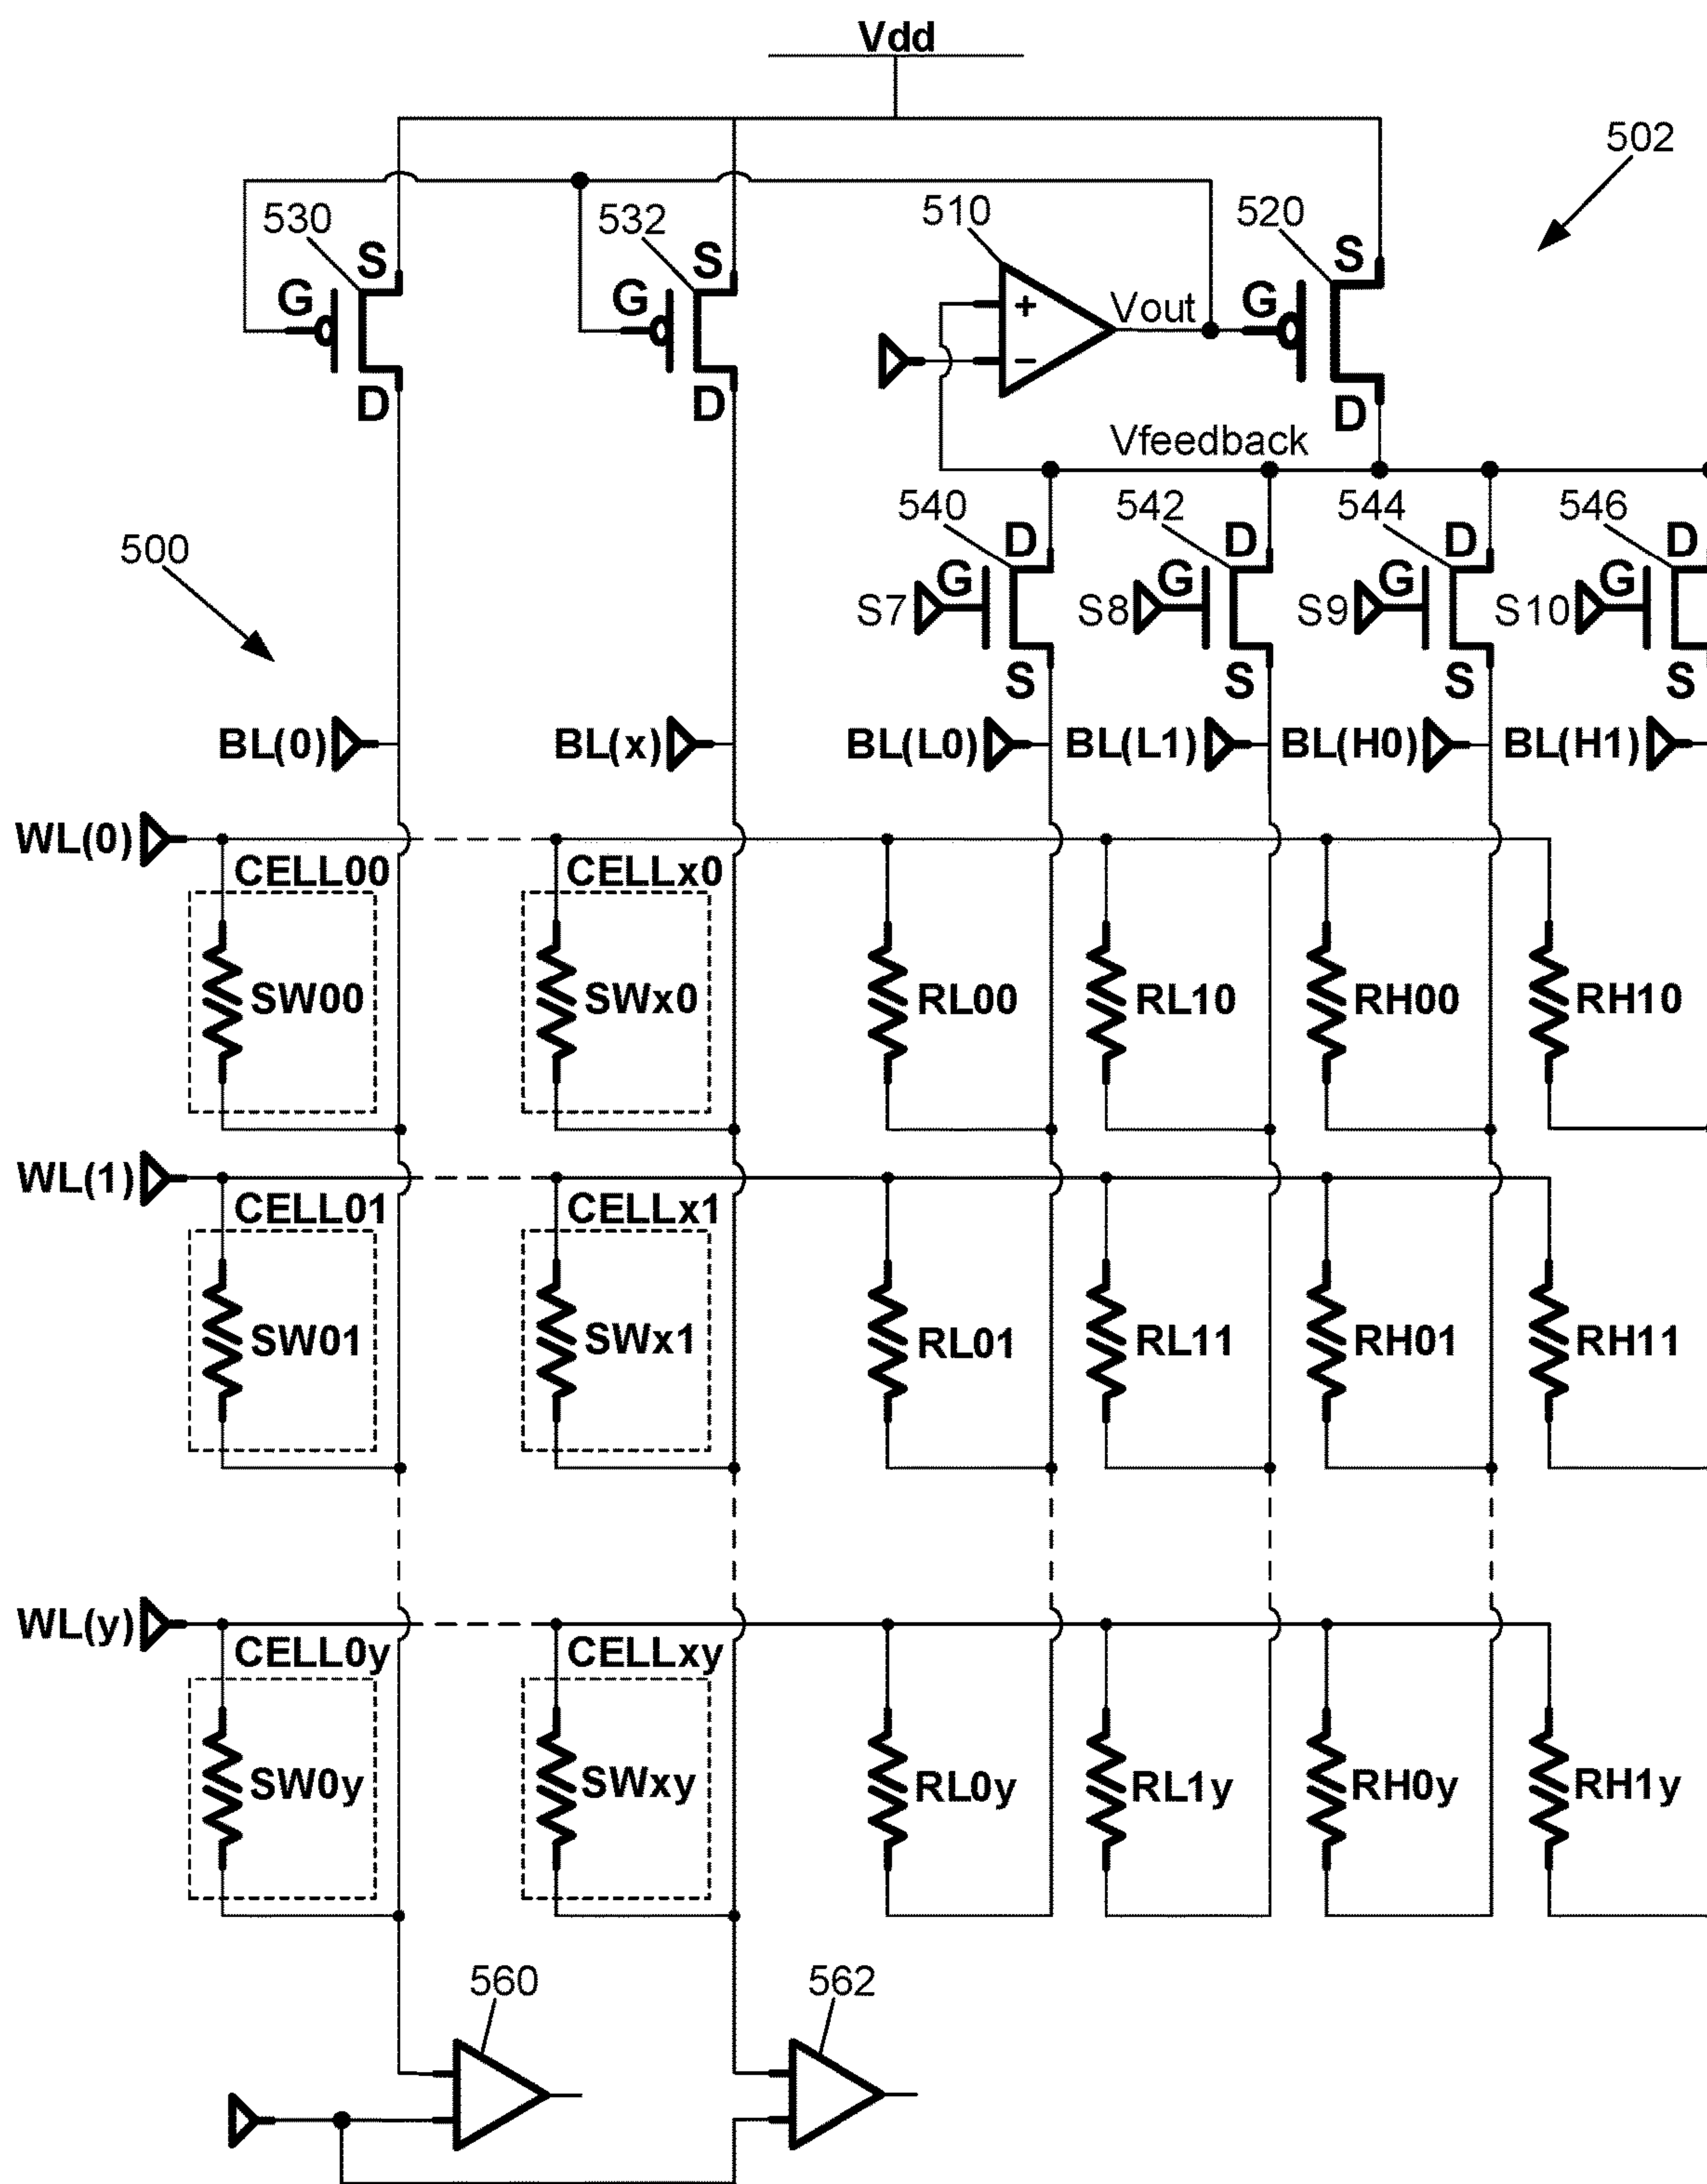 Vdd
502
530
532
510
520
S
S
S
G
G
+
Vout
G
−
D
D
D
Vfeedback
540
542
544
546
500
D
D
D
D
G
G
G
G
S7
S8
S9
S10
S
S
S
S
BL(0)
BL(x)
BL(L0)
BL(L1)
BL(H0)
BL(H1)
WL(0)
CELL00
CELLx0
SW00
SWx0
RL00
RL10
RH00
RH10
WL(1)
CELL01
CELLx1
SW01
SWx1
RL01
RL11
RH01
RH11
WL(y)
CELL0y
CELLxy
SW0y
SWxy
RL0y
RL1y
RH0y
RH1y
560
562